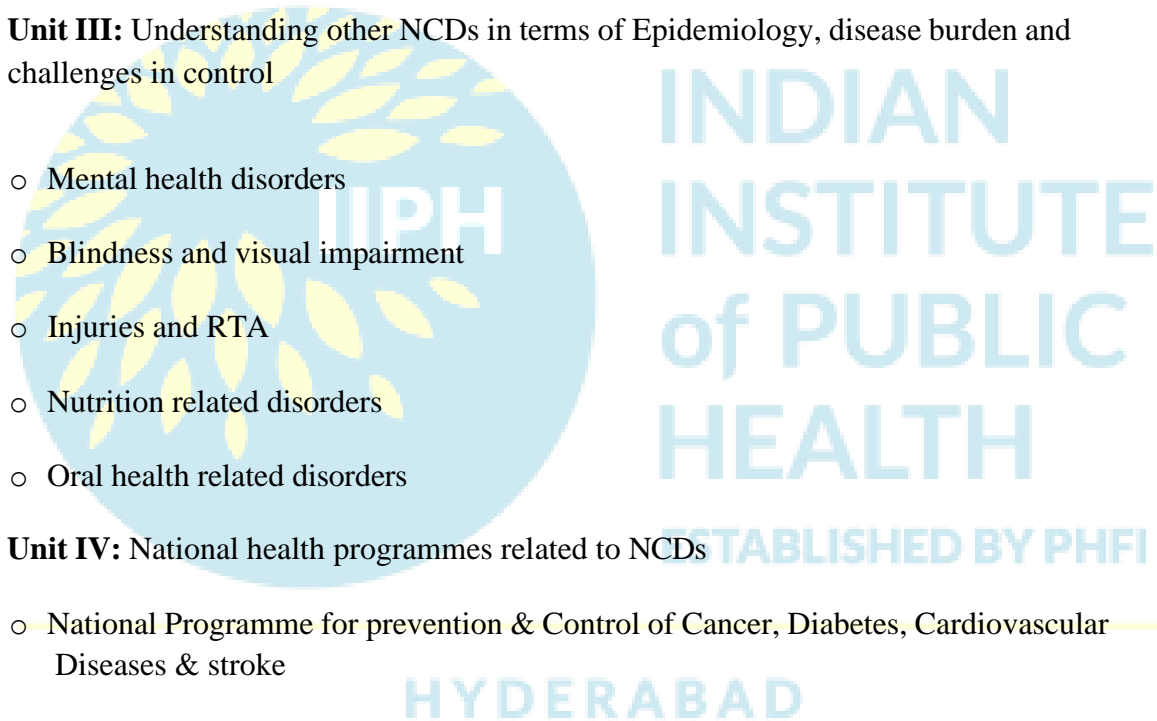 Unit III: Understanding other NCDs in terms of Epidemiology, disease burden and
challenges in control
INDIAN
INSTITUTE
of PUBLIC
HEALTH
ESTABLISHED BY PHFI
IIPH
o Mental health disorders
o Blindness and visual impairment
o Injuries and RTA
o Nutrition related disorders
o Oral health related disorders
Unit IV: National health programmes related to NCDs
o National Programme for prevention & Control of Cancer, Diabetes, Cardiovascular
Diseases & stroke
HYDERABAD